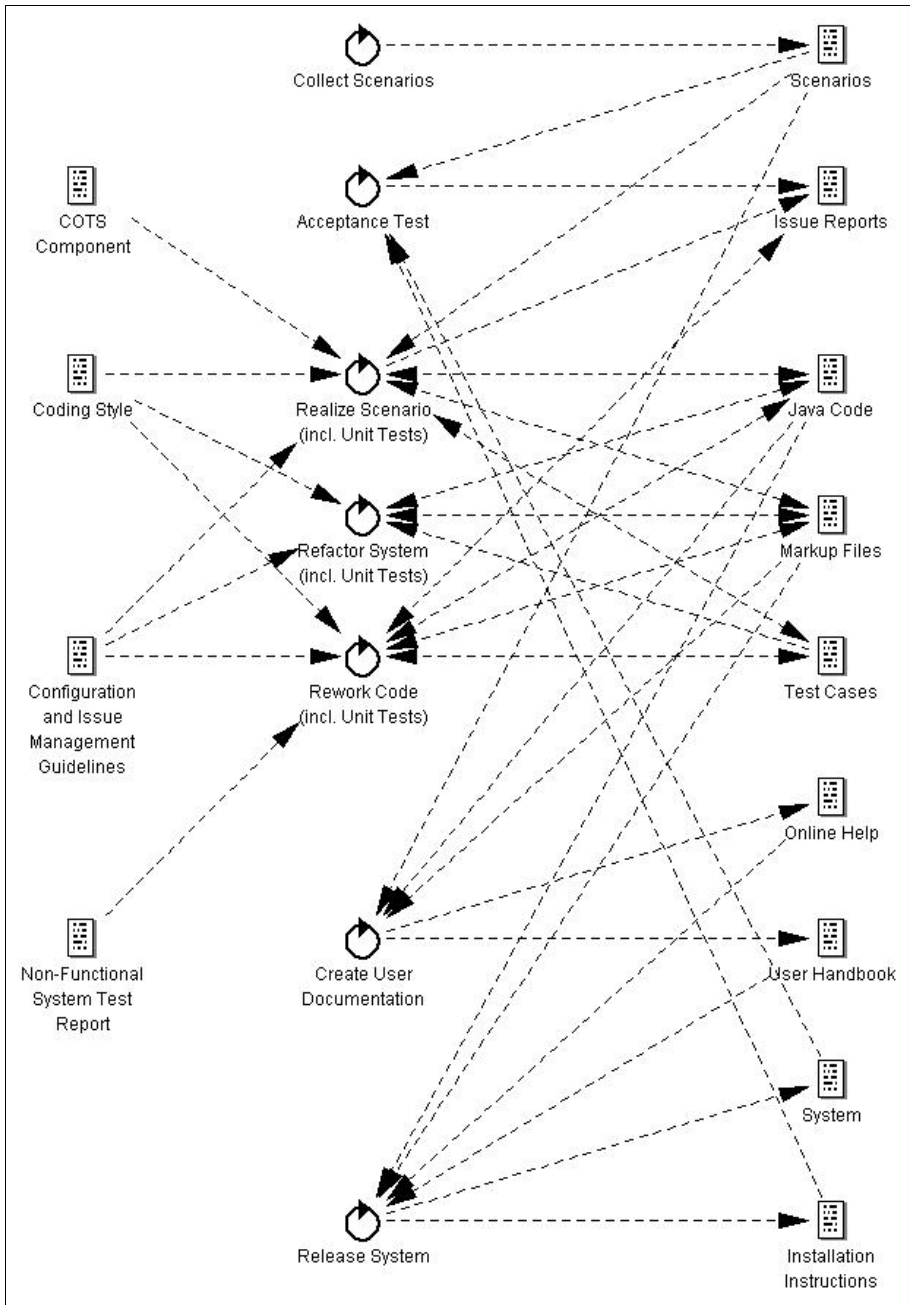 Collect Scenarios
Scenarios
COTS
Component
Acceptance Test
Issue Reports
Coding Style
Realize Scenario
(incl. Unit Tests)
Java Code
Refactor System
(incl. Unit Tests)
Markup Files
Configuration
and Issue
Management
Guidelines
Rework Code
(incl. Unit Tests)
Test Cases
Online Help
Non-Functional
System Test
Report
Create User
Documentation
User Handbook
System
Release System
Installation
Instructions